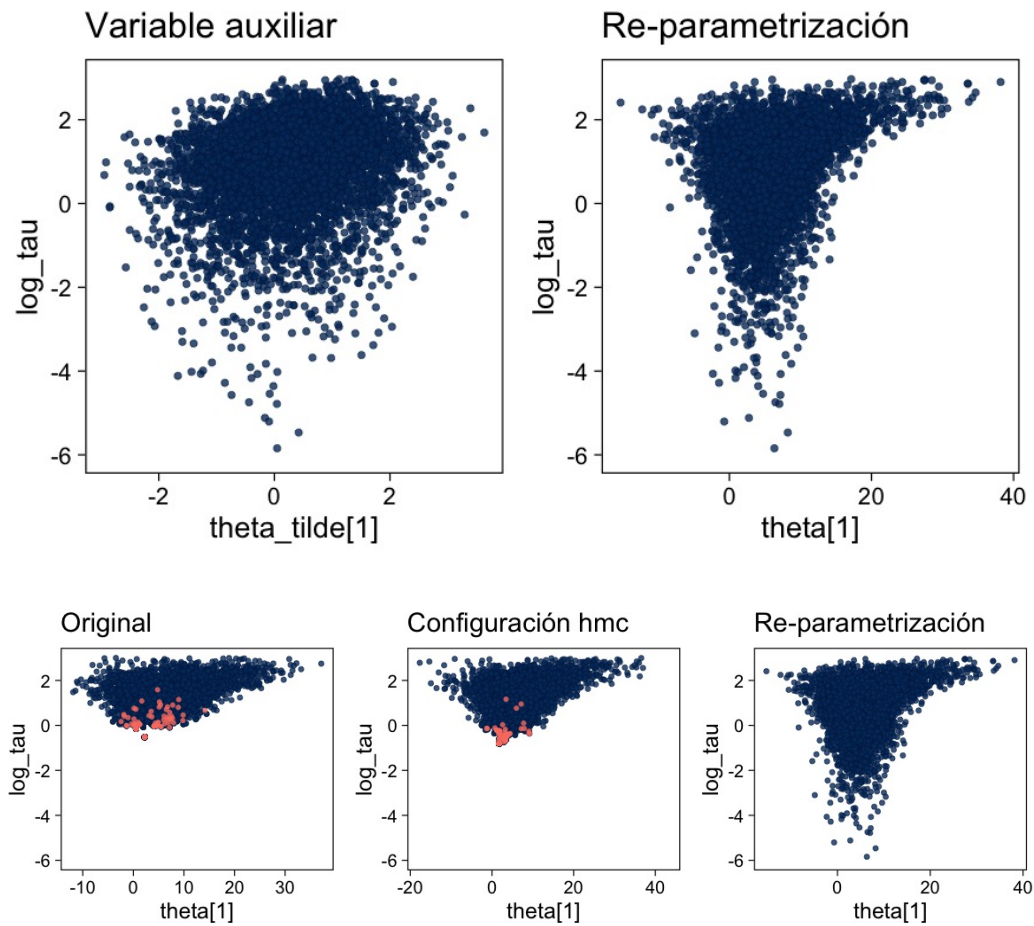 Variable auxiliar
Re-parametrización
log_tau
2
0
-2
-4
-6
-2
0
2
theta_tilde[1]
log_tau
2
0
-2
-4
-6
0
20
40
theta[1]
Original
Configuración hmc
Re-parametrización
log_tau
2
0
-2
-4
-6
-10
0
10
20
30
theta[1]
log_tau
2
0
-2
-4
-6
-20
0
20
40
theta[1]
log_tau
2
0
-2
-4
-6
0
20
40
theta[1]